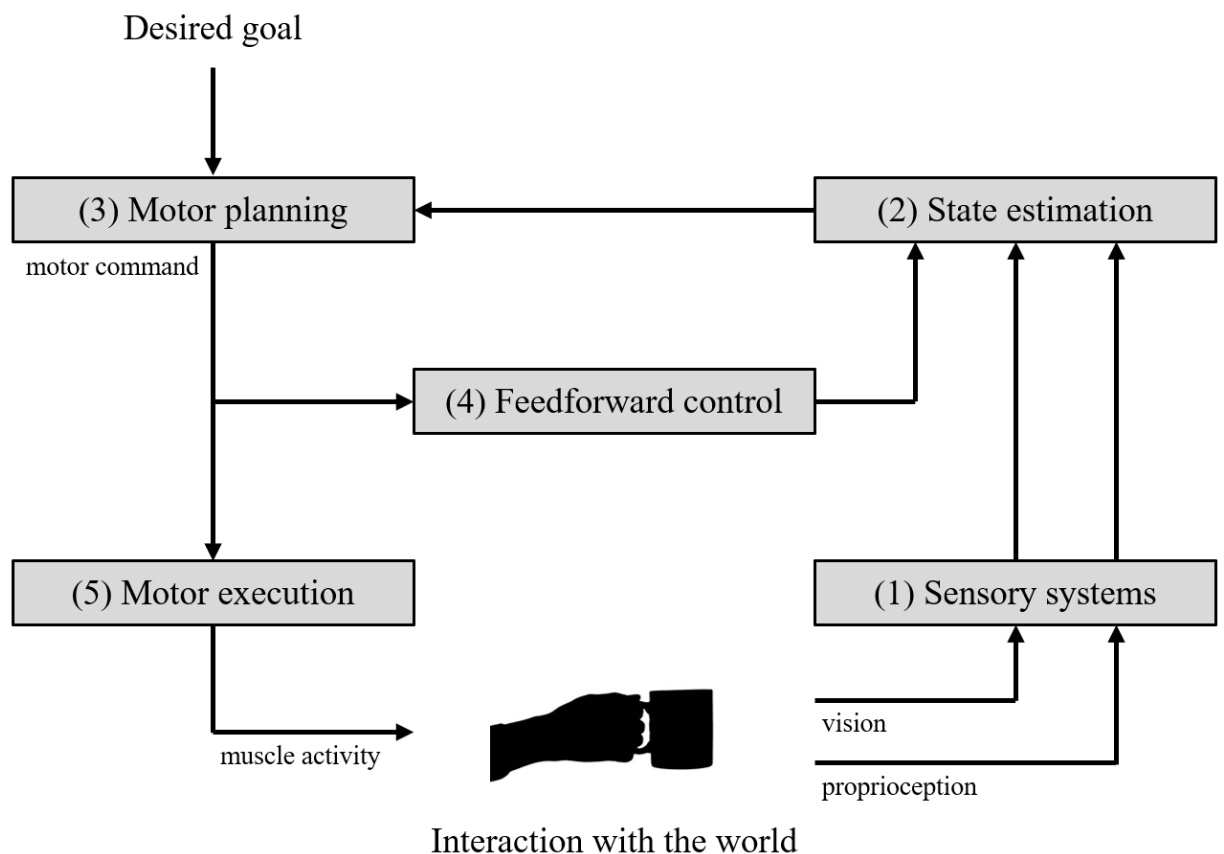 Desired goal
(3) Motor planning
(2) State estimation
motor command
(4) Feedforward control
(5) Motor execution
(1) Sensory systems
vision
muscle activity
proprioception
Interaction with the world